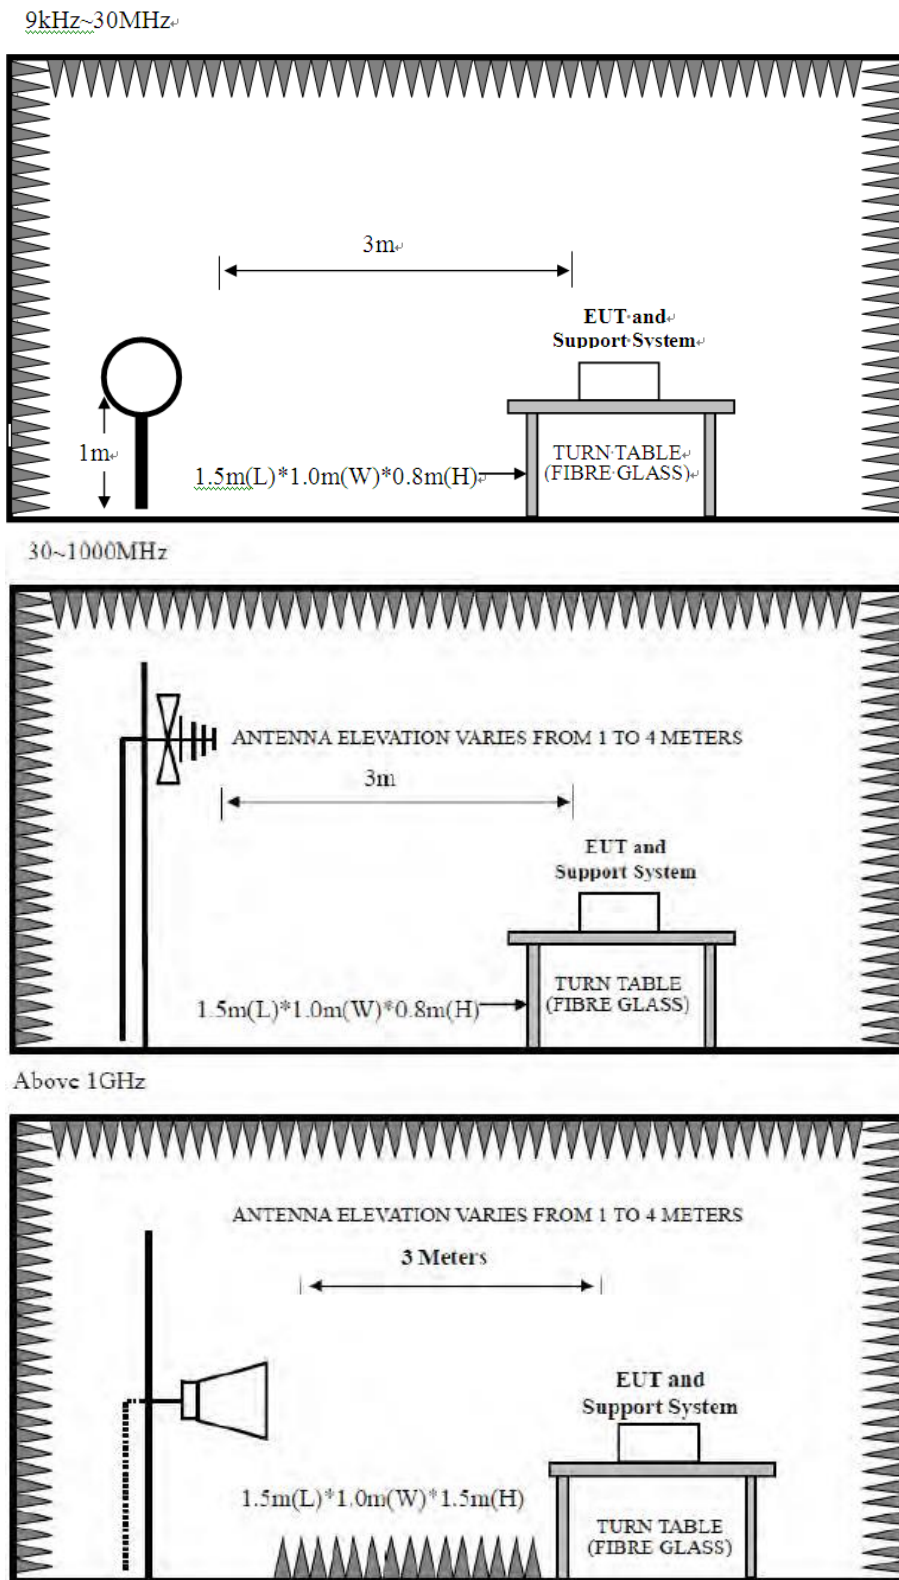 9kHz~30MHz
3m
EUT and
Support System
1m
TURN TABLE
(FIBRE GLASS)
1.5m(L)*1.0m(W)*0.8m(H)
30~1000MHz
ANTENNA ELEVATION VARIES FROM 1 TO 4 METERS
3m
EUT and
Support System
TURN TABLE
(FIBRE GLASS)
1.5m(L)*1.0m(W)*0.8m(H)
Above 1GHz
ANTENNA ELEVATION VARIES FROM 1 TO 4 METERS
3 Meters
EUT and
Support System
1.5m(L)*1.0m(W)*1.5m(H)
TURN TABLE
(FIBRE GLASS)